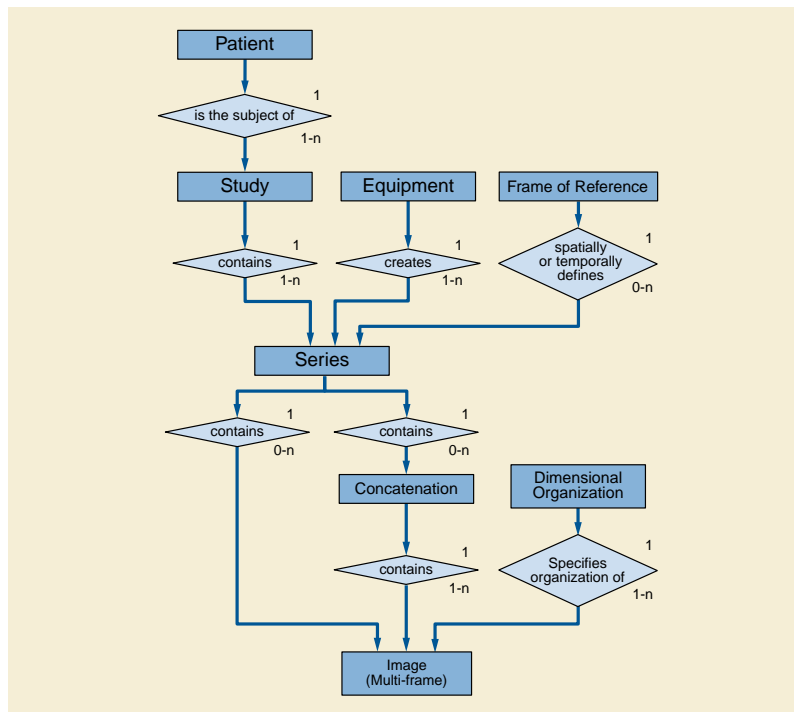 Patient
1
is the subject of
1-n
Study
Equipment
Frame of Reference
1
contains
1-n
1
creates
1-n
1
spatially
or temporally
defines
0-n
Series
1
contains
0-n
1
contains
0-n
Concatenation
Dimensional
Organization
1
contains
1-n
1
Specifies
organization of
1-n
Image
(Multi-frame)